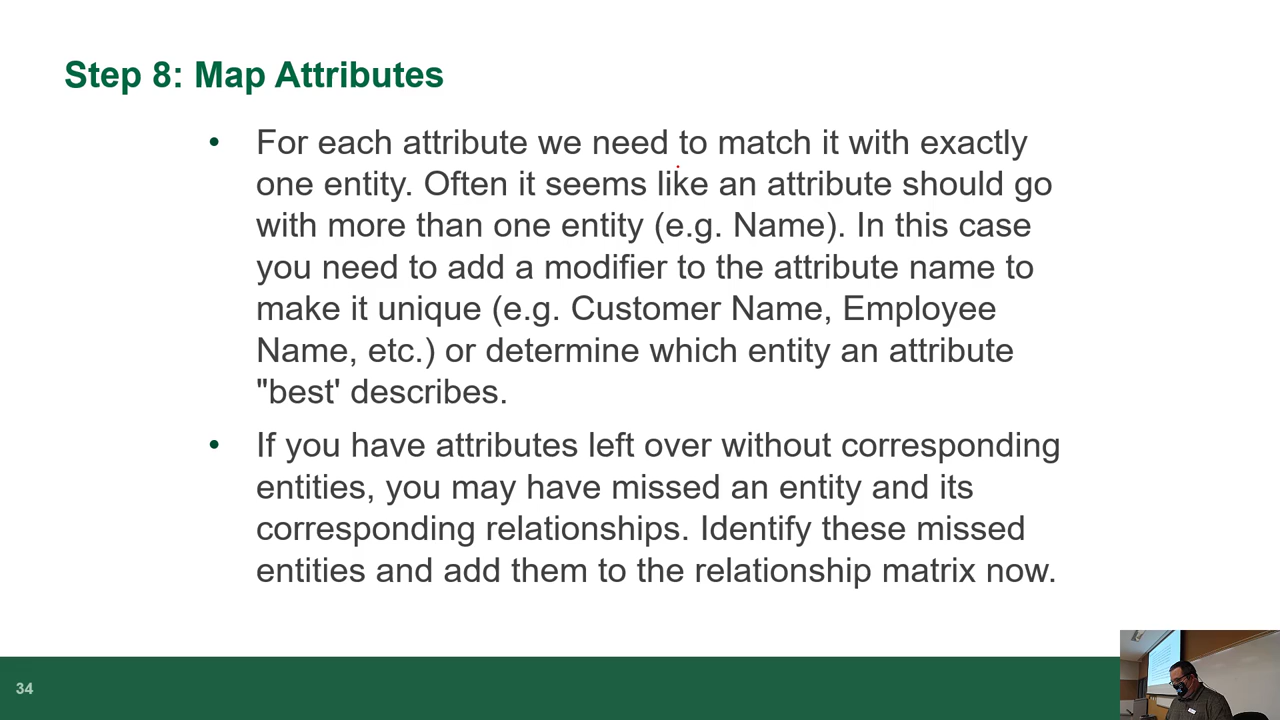 Step 8: Map Attributes
• For each attribute we need to match it with exactly
one entity. Often it seems like an attribute should go
with more than one entity (e.g. Name). In this case
you need to add a modifier to the attribute name to
make it unique (e.g. Customer Name, Employee
Name, etc.) or determine which entity an attribute
"best' describes.
• If you have attributes left over without corresponding
entities, you may have missed an entity and its
corresponding relationships. Identify these missed
entities and add them to the relationship matrix now.
34